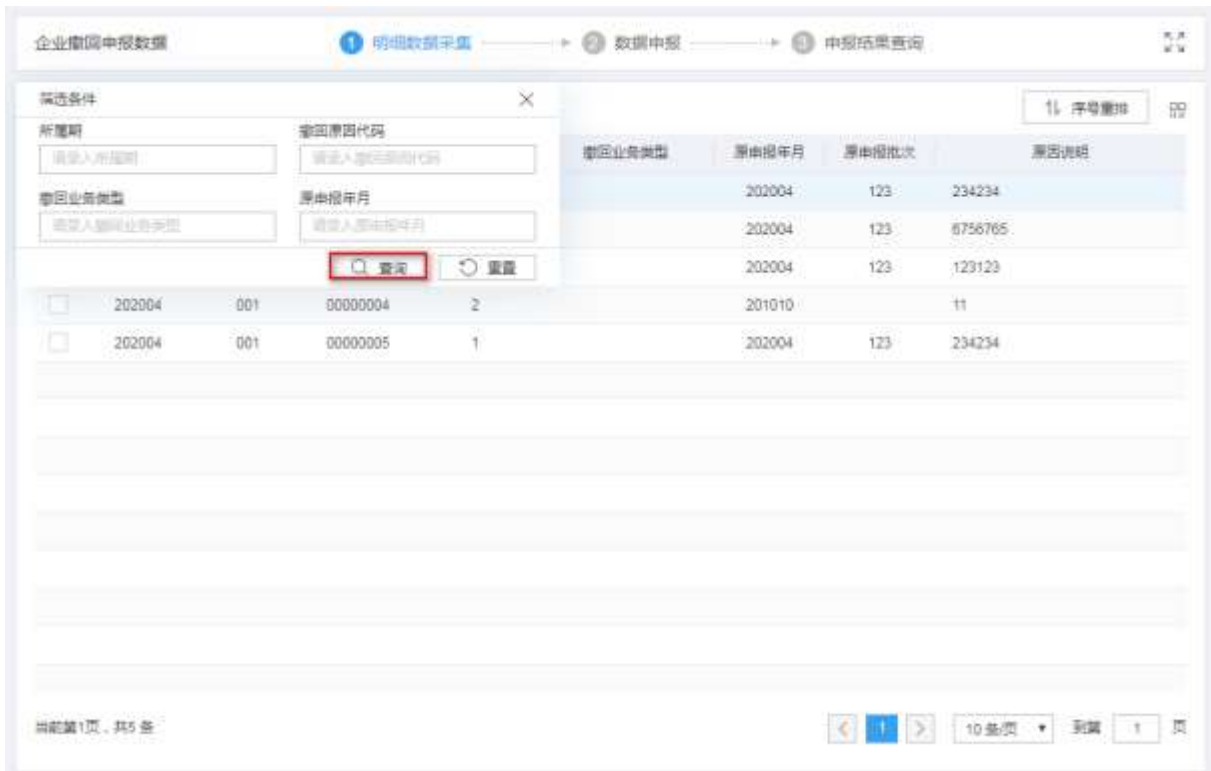 企业撤回申报数据 1 明细数据采集 2 数据申报 3 申报结果查询
筛选条件
序号重排
所属期 撤回原因代码
请录入所属期 请录入撤回原因代码
撤回业务类型 原申报年月 原申报批次 原因说明
撤回业务类型 原申报年月
请录入撤回业务类型 请录入原申报年月
查询 重置
202004 123 234234
202004 123 6756765
202004 123 123123
202004 001 00000004 2 201010 11
202004 001 00000005 1 202004 123 234234
当前第1页,共5 条 1 10 条/页 到第 1 页